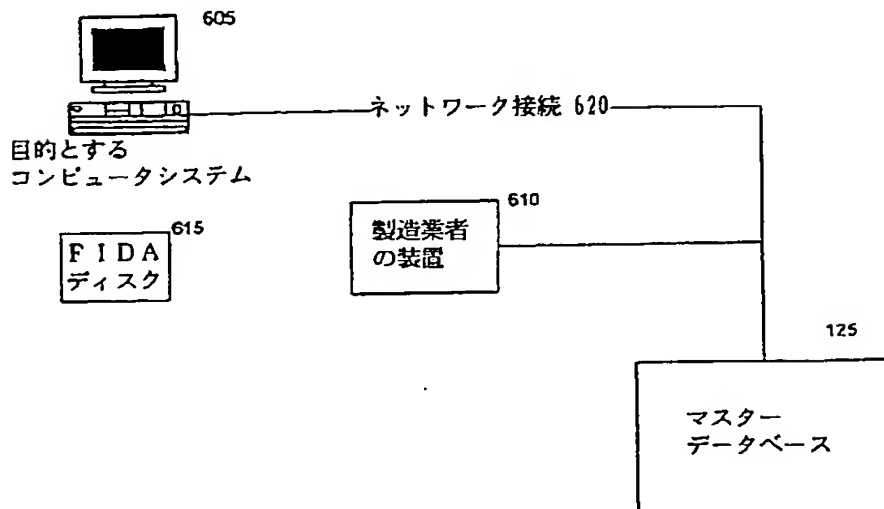 605
ネットワーク接続 620
目的とする
コンピュータシステム
615
FIDA
ディスク
610
製造業者
の装置
125
マスター
データベース